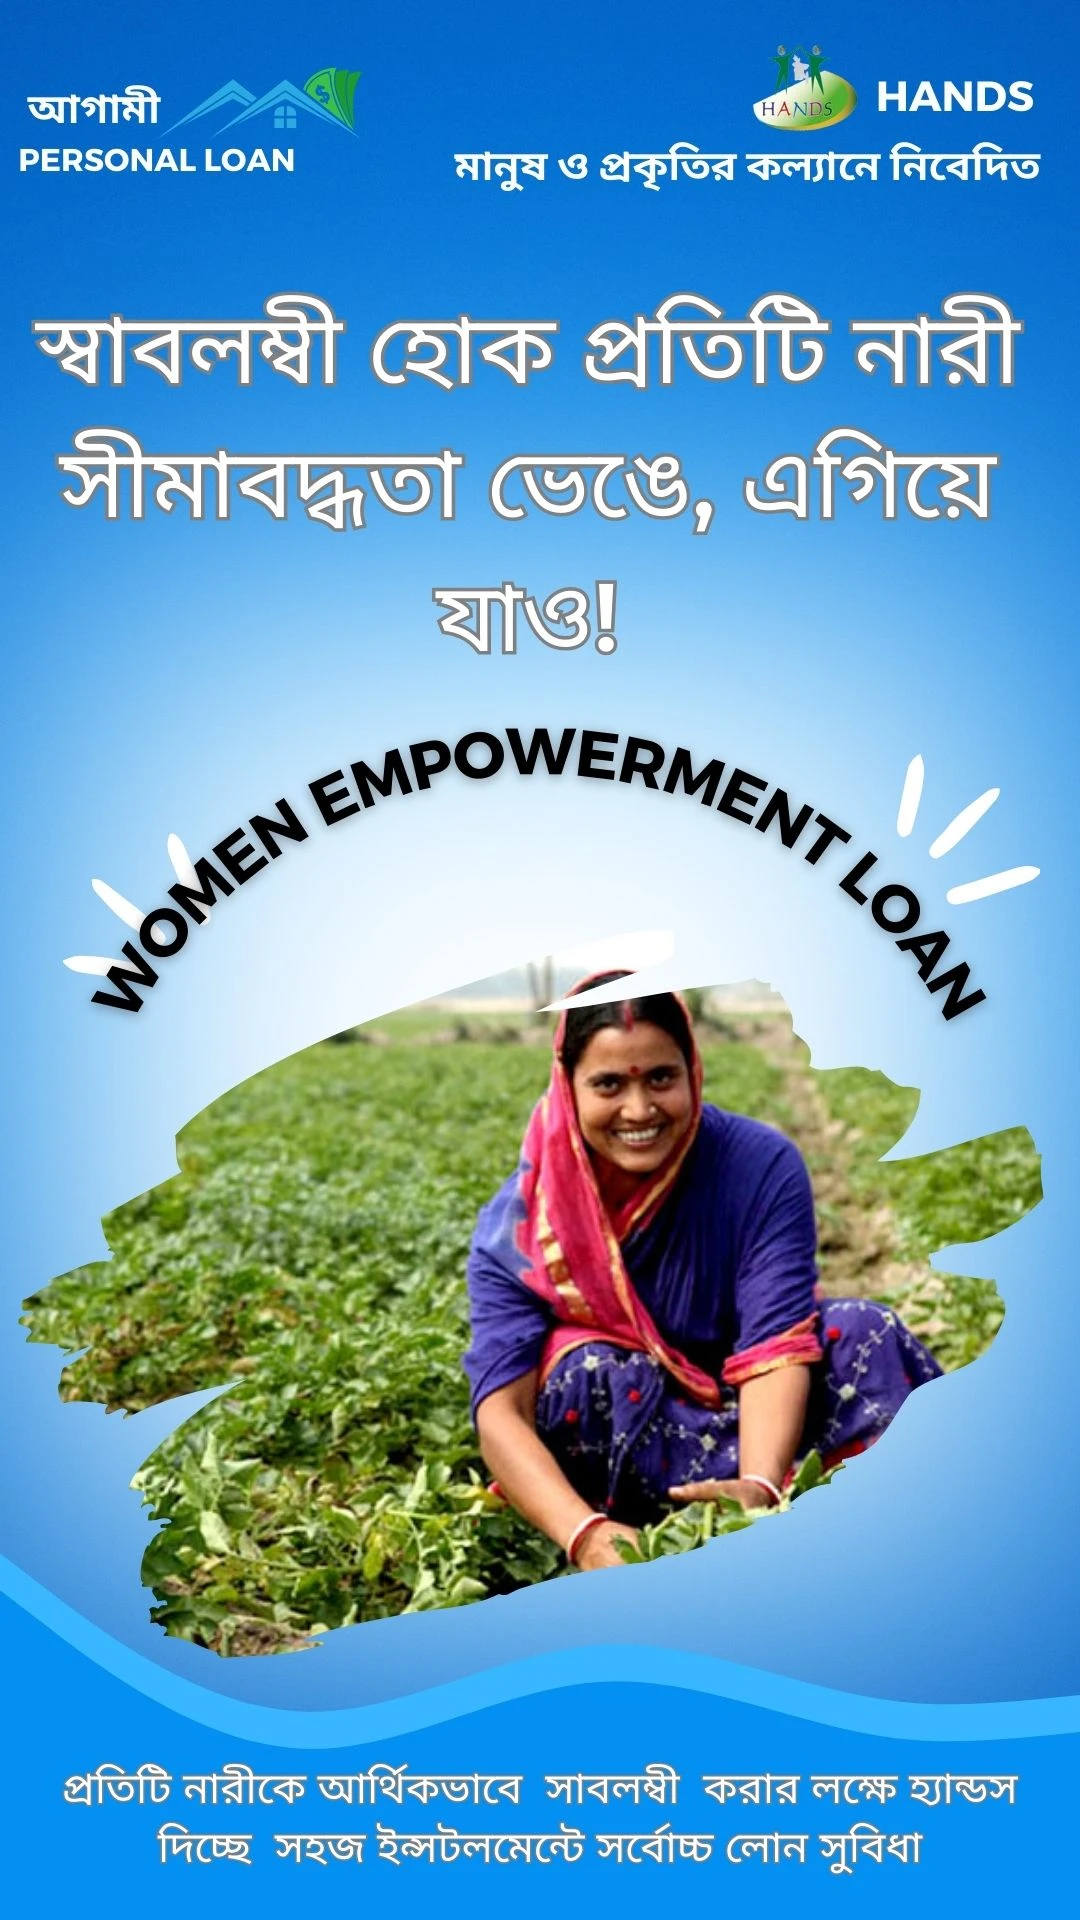 আগামী
PERSONAL LOAN
HANDS
HANDS
মানুষ ও প্রকৃতির কল্যানে নিবেদিত
স্বাবলম্বী হোক প্রতিটি নারী
সীমাবদ্ধতা ভেঙে, এগিয়ে
যাও!
WOMEN EMPOWERMENT LOAN
প্রতিটি নারীকে আর্থিকভাবে সাবলম্বী করার লক্ষে হ্যান্ডস
দিচ্ছে সহজ ইন্সটলমেন্টে সর্বোচ্চ লোন সুবিধা